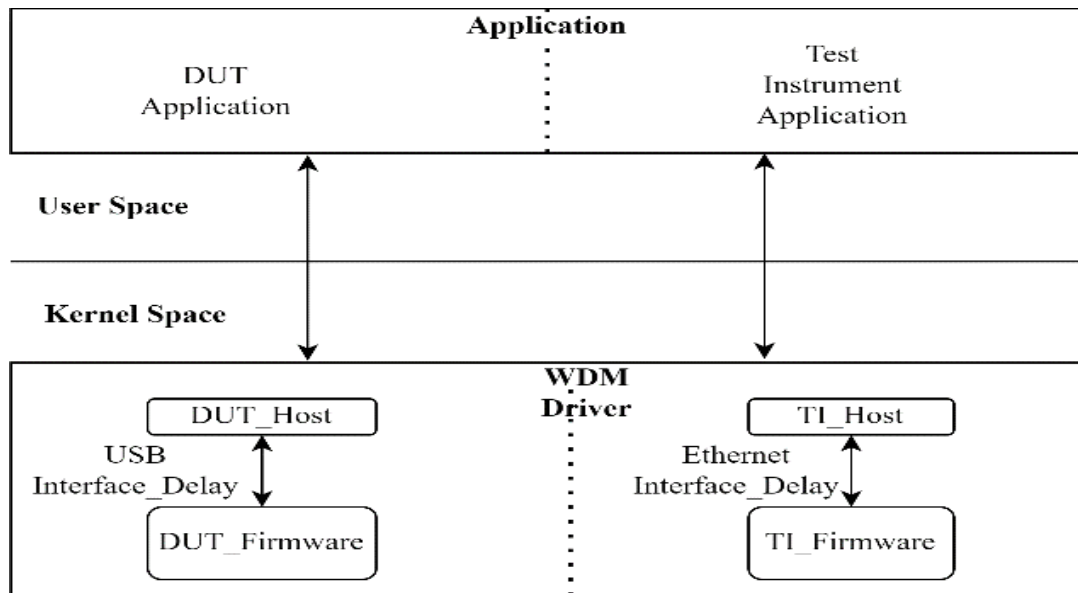 Application
DUT
Application
Test
Instrument
Application
User Space
Kernel Space
WDM
Driver
DUT_Host
USB
Interface_Delay
DUT_Firmware
TI_Host
Ethernet
Interface_Delay
TI_Firmware